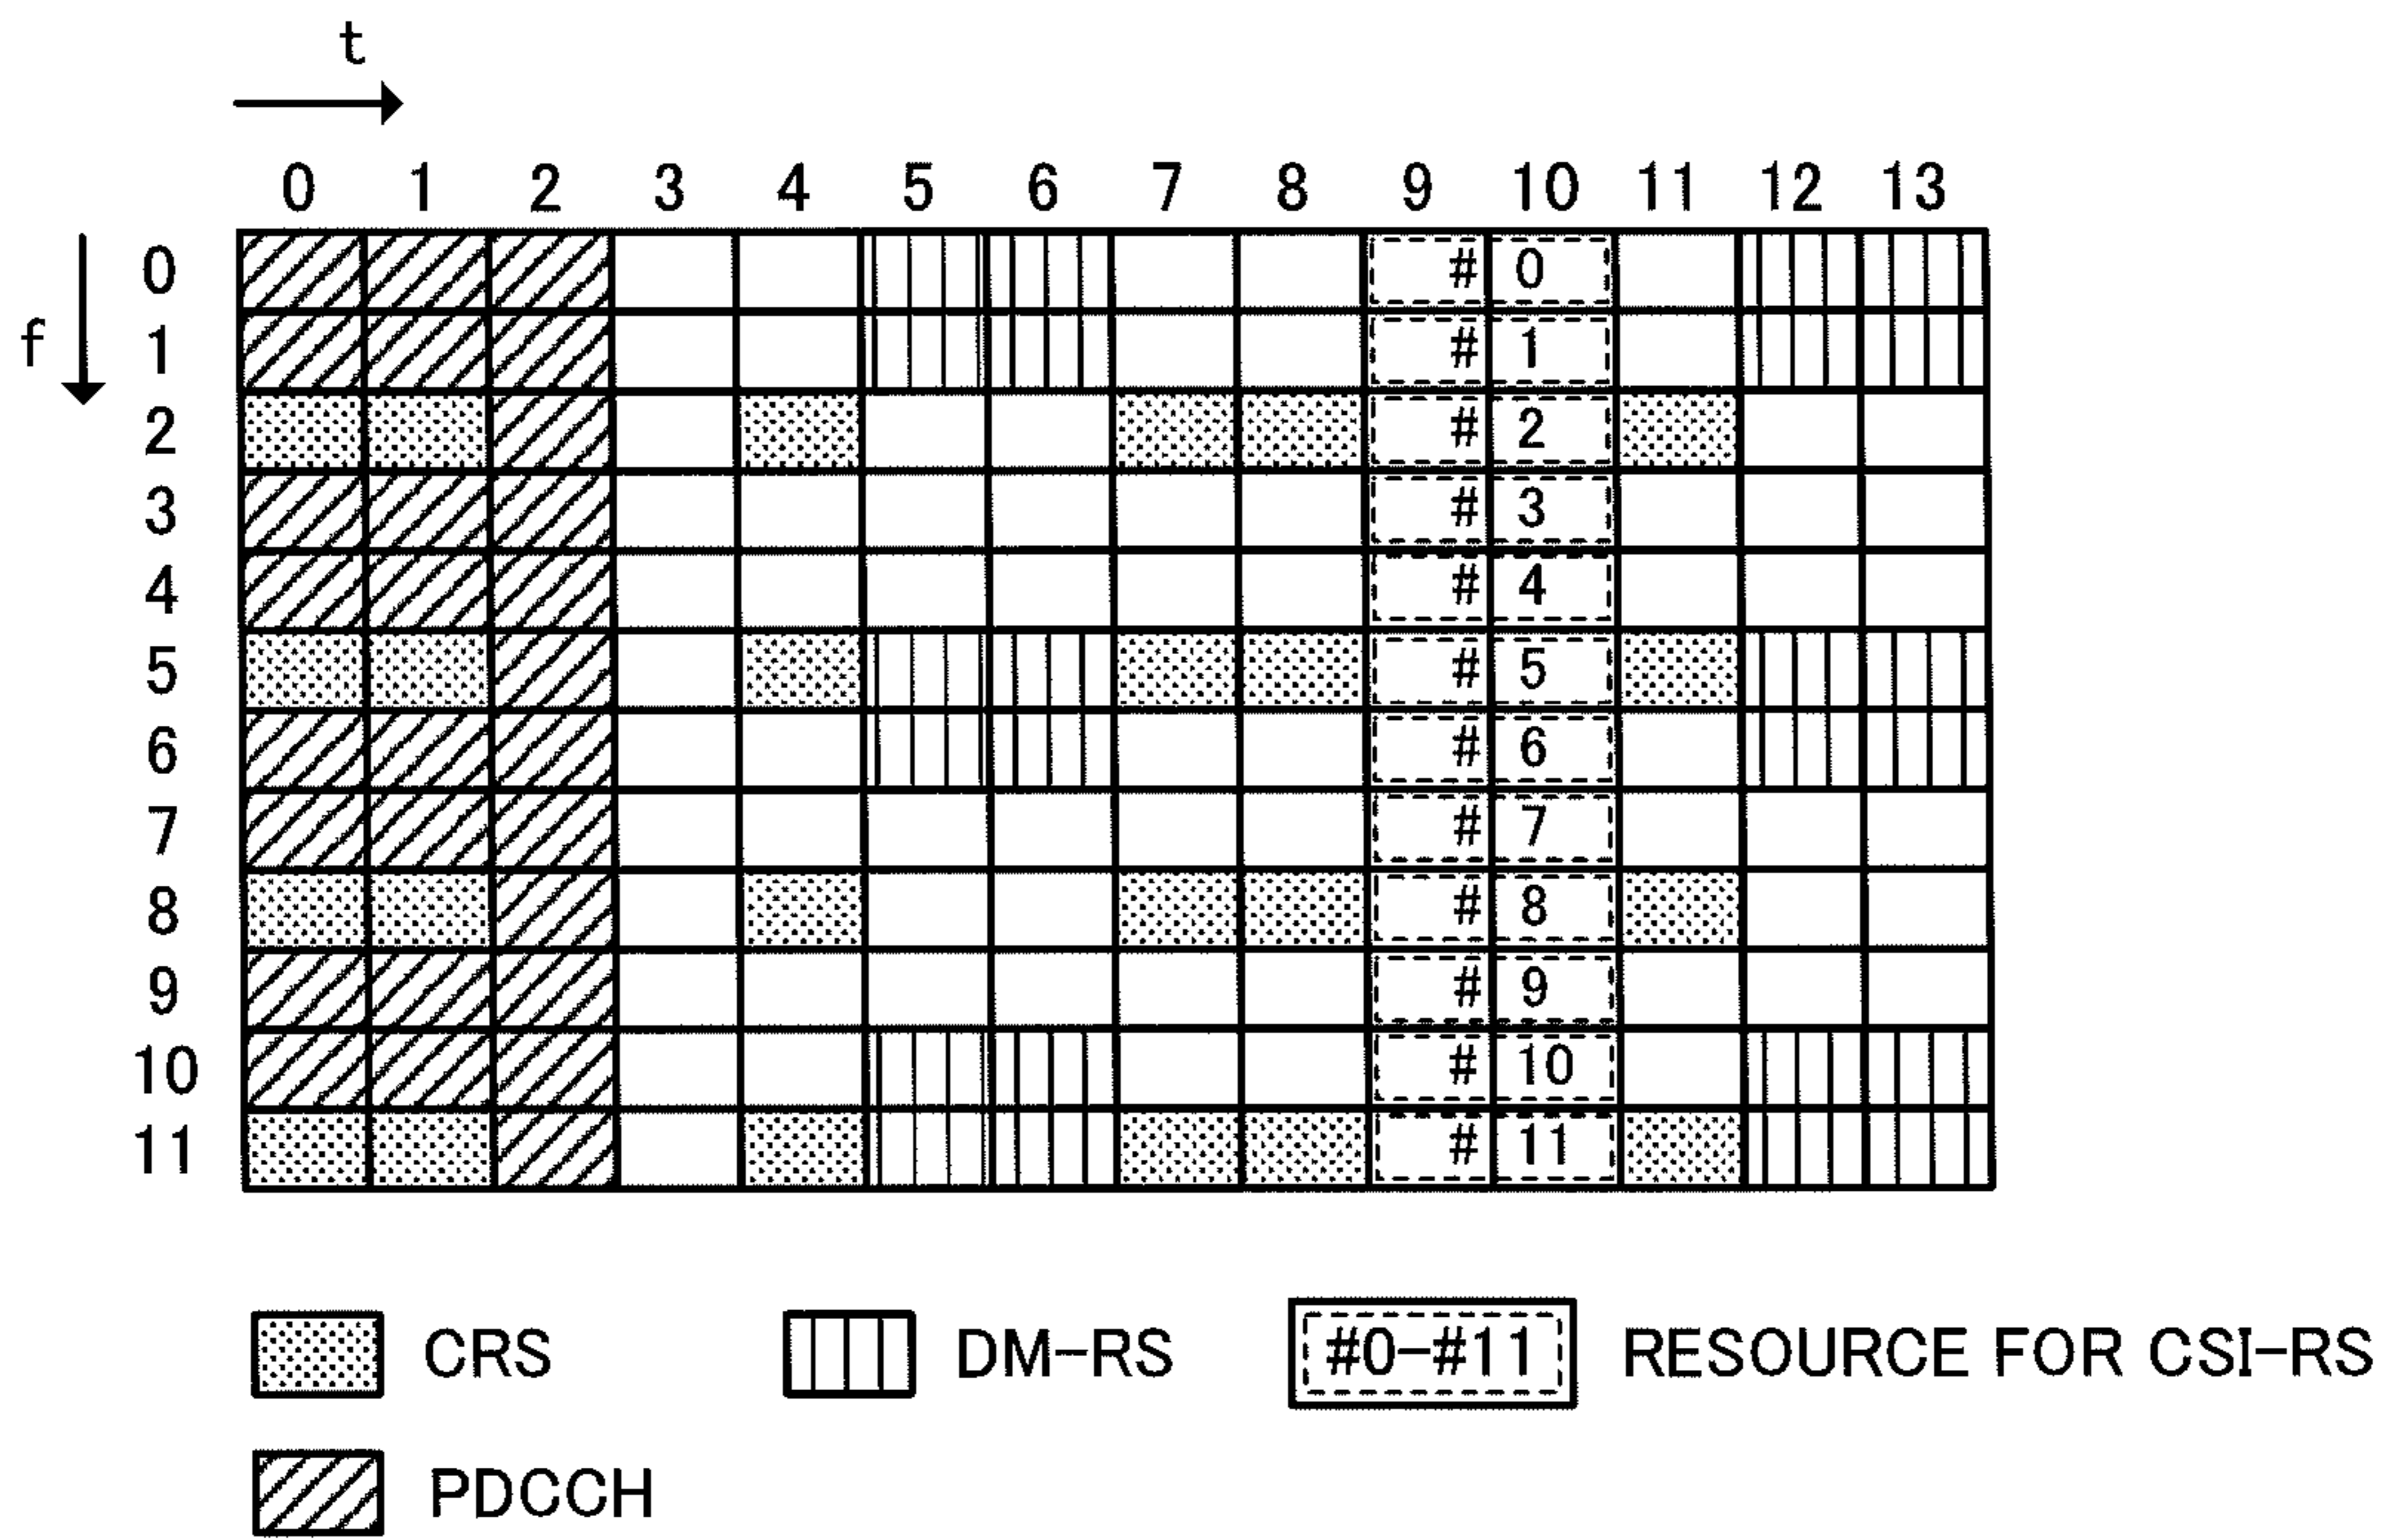 t
0 1 2 3 4 5 6 7 8 9 10 11 12 13
f
0 # 0
1 # 1
2 # 2
3 # 3
4 # 4
5 # 5
6 # 6
7 # 7
8 # 8
9 # 9
10 # 10
11 # 11
CRS DM-RS #0-#11 RESOURCE FOR CSI-RS
PDCCH